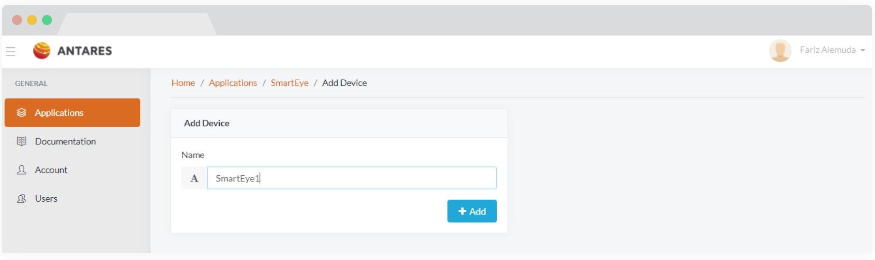 ANTARES
Fariz Alemuda
GENERAL
Home / Applications / SmartEye / Add Device
Applications
Add Device
Documentation
Name
Account
A SmartEye1
Users
+ Add